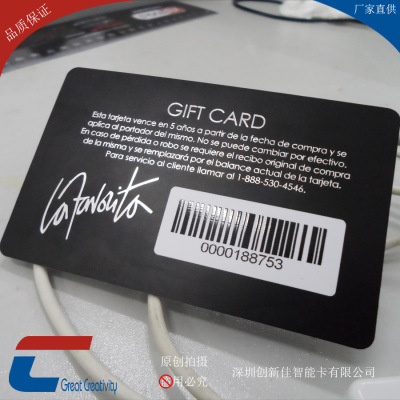 品质保证
厂家直供
GIFT CARD
Esta tarjeta vence en 5 años a partir de la fecha de compra y se
aplica al portador del mismo. No se puede cambiar por efectivo.
En caso de pérdida o robo se requiere el recibo original de compra
de la misma y se remplazará por el balance actual de la tarjeta.
Para servicio al cliente llamar al 1-888-530-4546.
La Favorita
0000188753
Great Creativity
原创拍摄
盗用必究
深圳创新佳智能卡有限公司